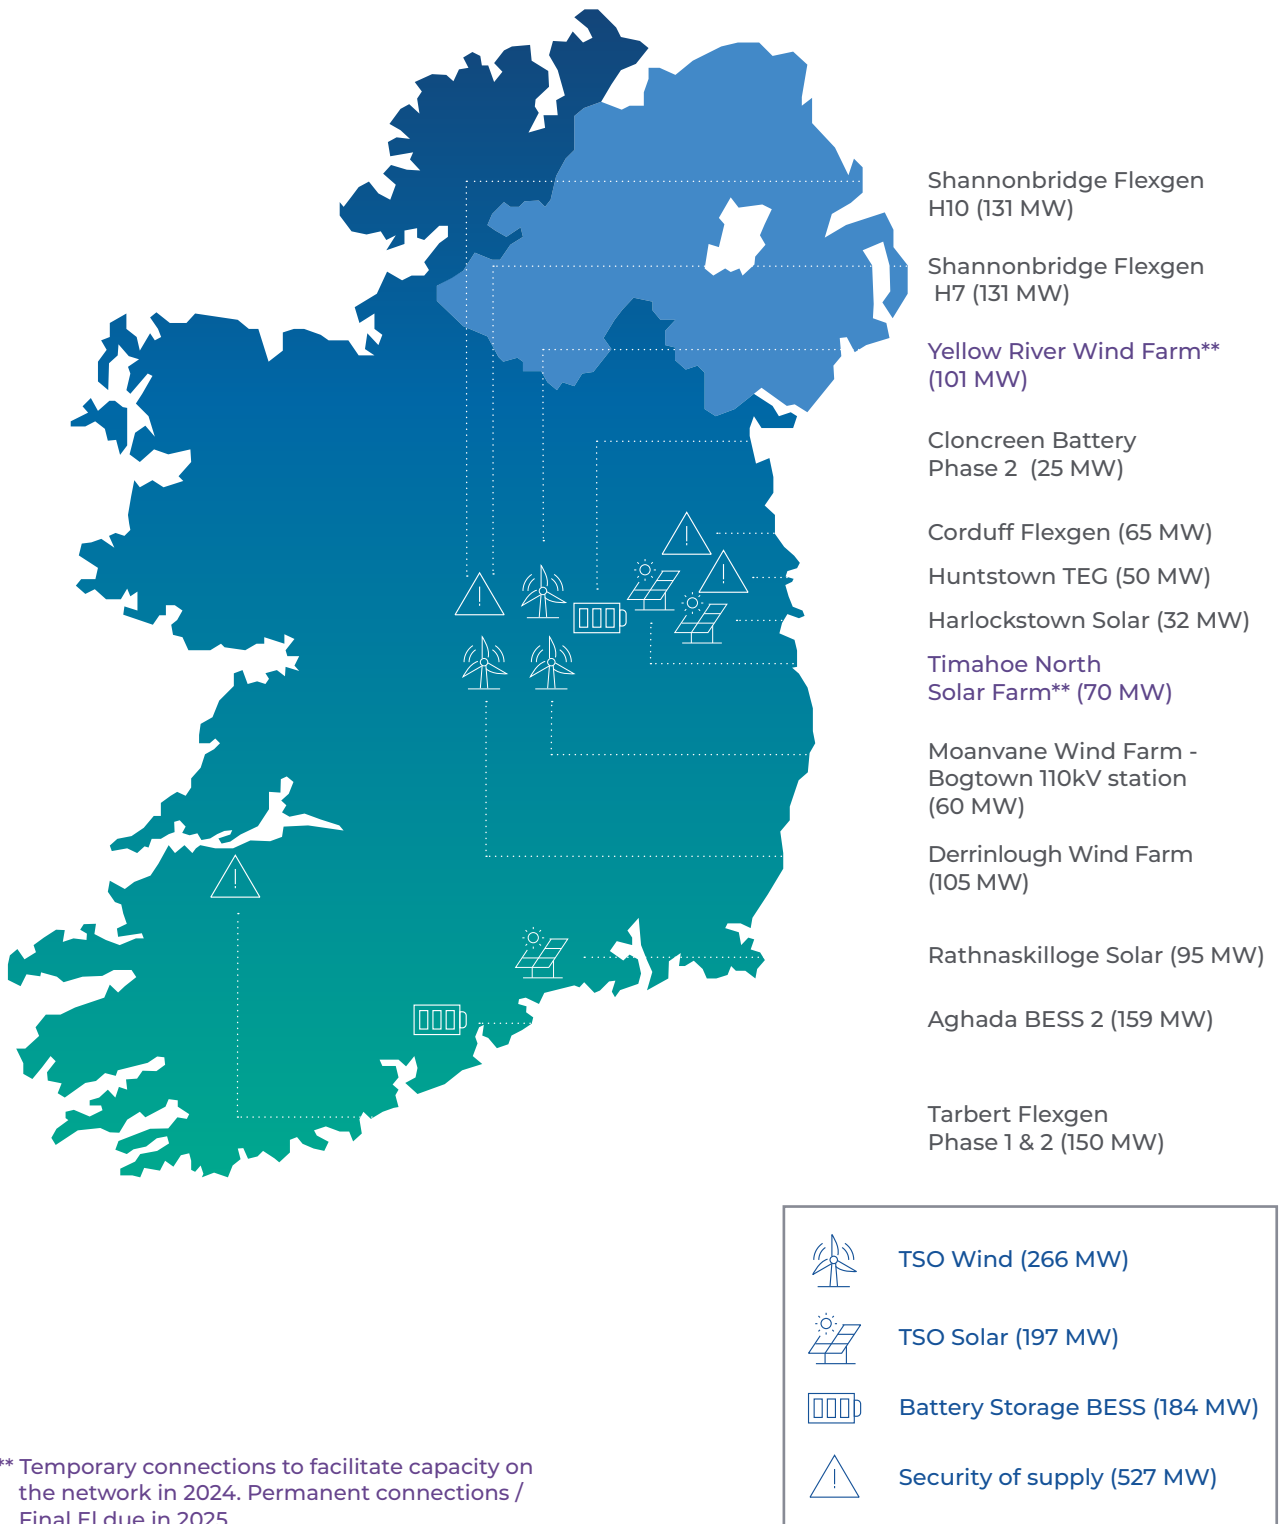 Shannonbridge Flexgen
H10 (131 MW)
Shannonbridge Flexgen
H7 (131 MW)
Yellow River Wind Farm**
(101 MW)
Cloncreen Battery
Phase 2 (25 MW)
Corduff Flexgen (65 MW)
Huntstown TEG (50 MW)
Harlockstown Solar (32 MW)
Timahoe North
Solar Farm** (70 MW)
Moanvane Wind Farm -
Bogtown 110kV station
(60 MW)
Derrinlough Wind Farm
(105 MW)
Rathnaskilloge Solar (95 MW)
Aghada BESS 2 (159 MW)
Tarbert Flexgen
Phase 1 & 2 (150 MW)
TSO Wind (266 MW)
TSO Solar (197 MW)
Battery Storage BESS (184 MW)
Security of supply (527 MW)
** Temporary connections to facilitate capacity on
the network in 2024. Permanent connections /
Final EI due in 2025